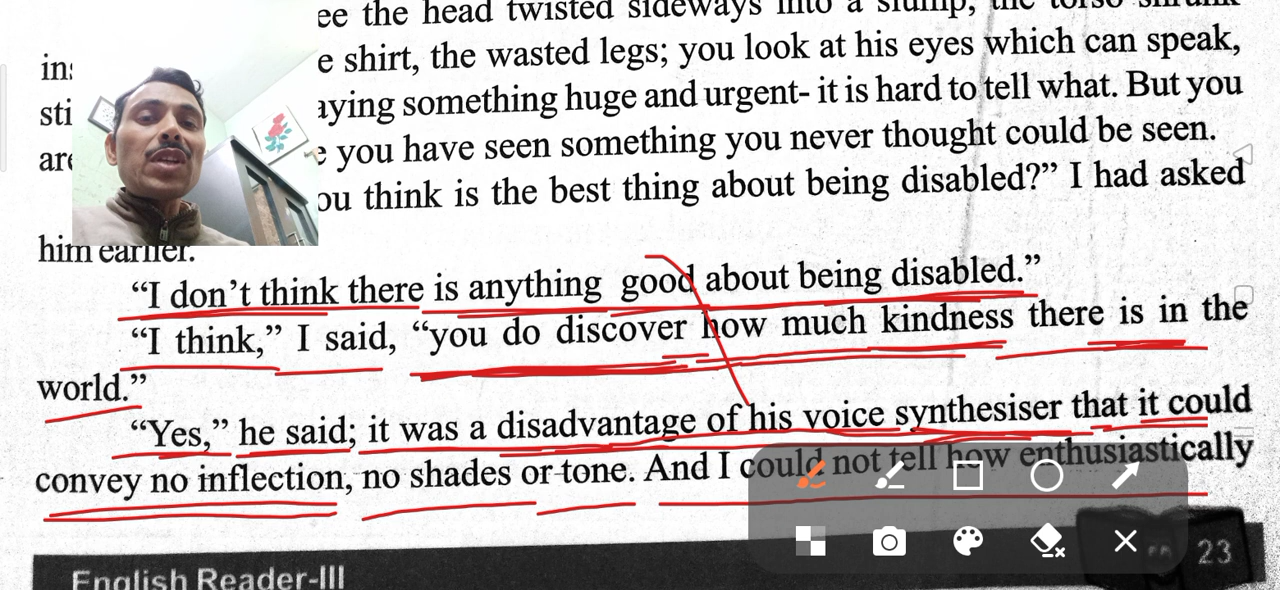 ee the head twisted sideways into a slump, the torso shrunk
e shirt, the wasted legs; you look at his eyes which can speak,
sti aying something huge and urgent- it is hard to tell what. But you
are you have seen something you never thought could be seen.
ou think is the best thing about being disabled?” I had asked
him earlier.
“I don’t think there is anything good about being disabled.”
“I think,” I said, “you do discover how much kindness there is in the
world.”
“Yes,” he said; it was a disadvantage of his voice synthesiser that it could
convey no inflection, no shades or tone. And I could not tell how enthusiastically
English Reader-III
23